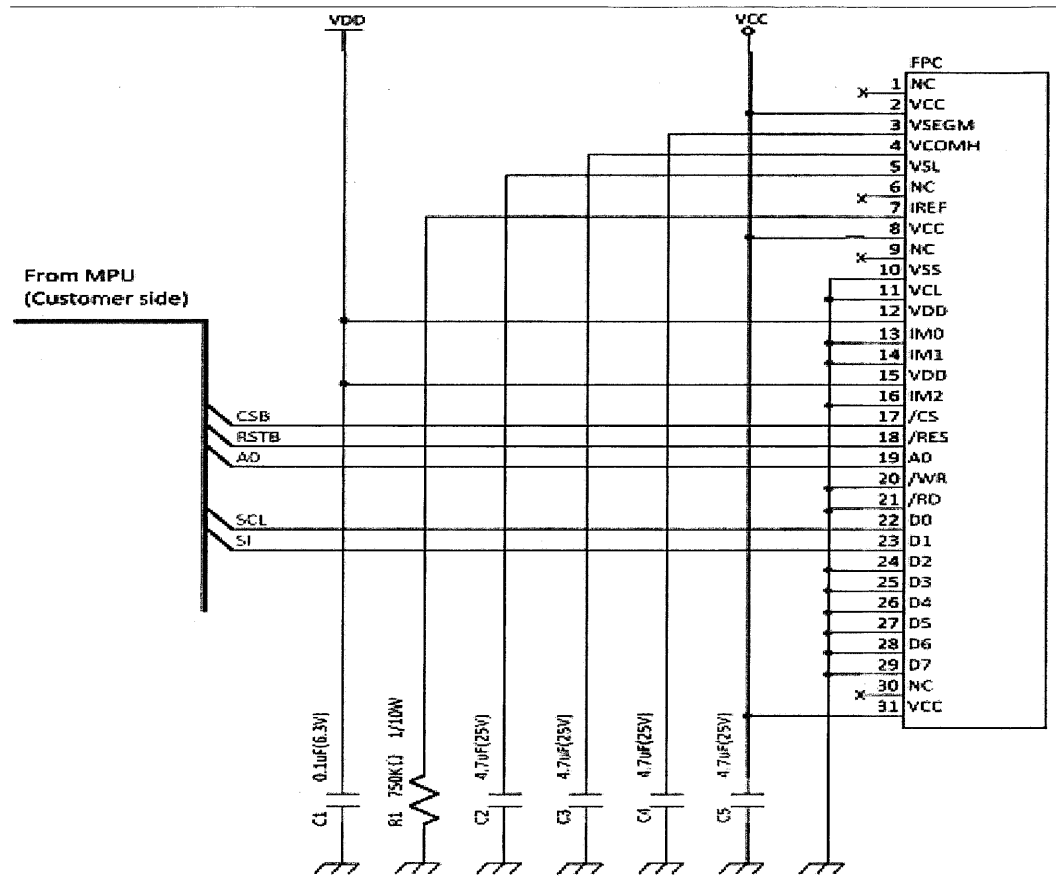 VDD
VCC
FPC
1 NC
2 VCC
3 VSEGM
4 VCOMH
5 VSL
6 NC
7 IREF
8 VCC
9 NC
10 VSS
11 VCL
12 VDD
13 IM0
14 IM1
15 VDD
16 IM2
17 /CS
18 /RES
19 A0
20 /WR
21 /RD
22 D0
23 D1
24 D2
25 D3
26 D4
27 D5
28 D6
29 D7
30 NC
31 VCC
From MPU
(Customer side)
CSB
RSTB
A0
SCL
SI
C1 0.1uF(6.3V)
R1 750KΩ 1/10W
C2 4.7uF(25V)
C3 4.7uF(25V)
C4 4.7uF(25V)
C5 4.7uF(25V)